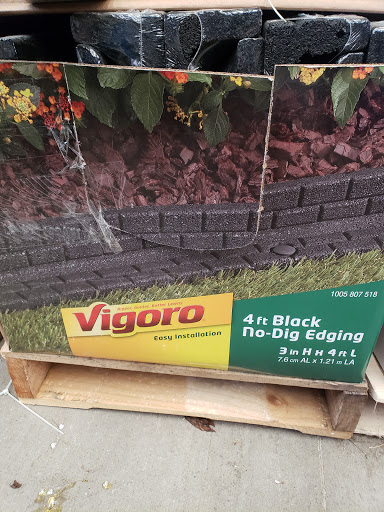 1005 807 518
Vigoro
Easy Installation
4 ft Black
No-Dig Edging
3 in H H 4 ft L
7.6 cm AL X 1.21 m LA